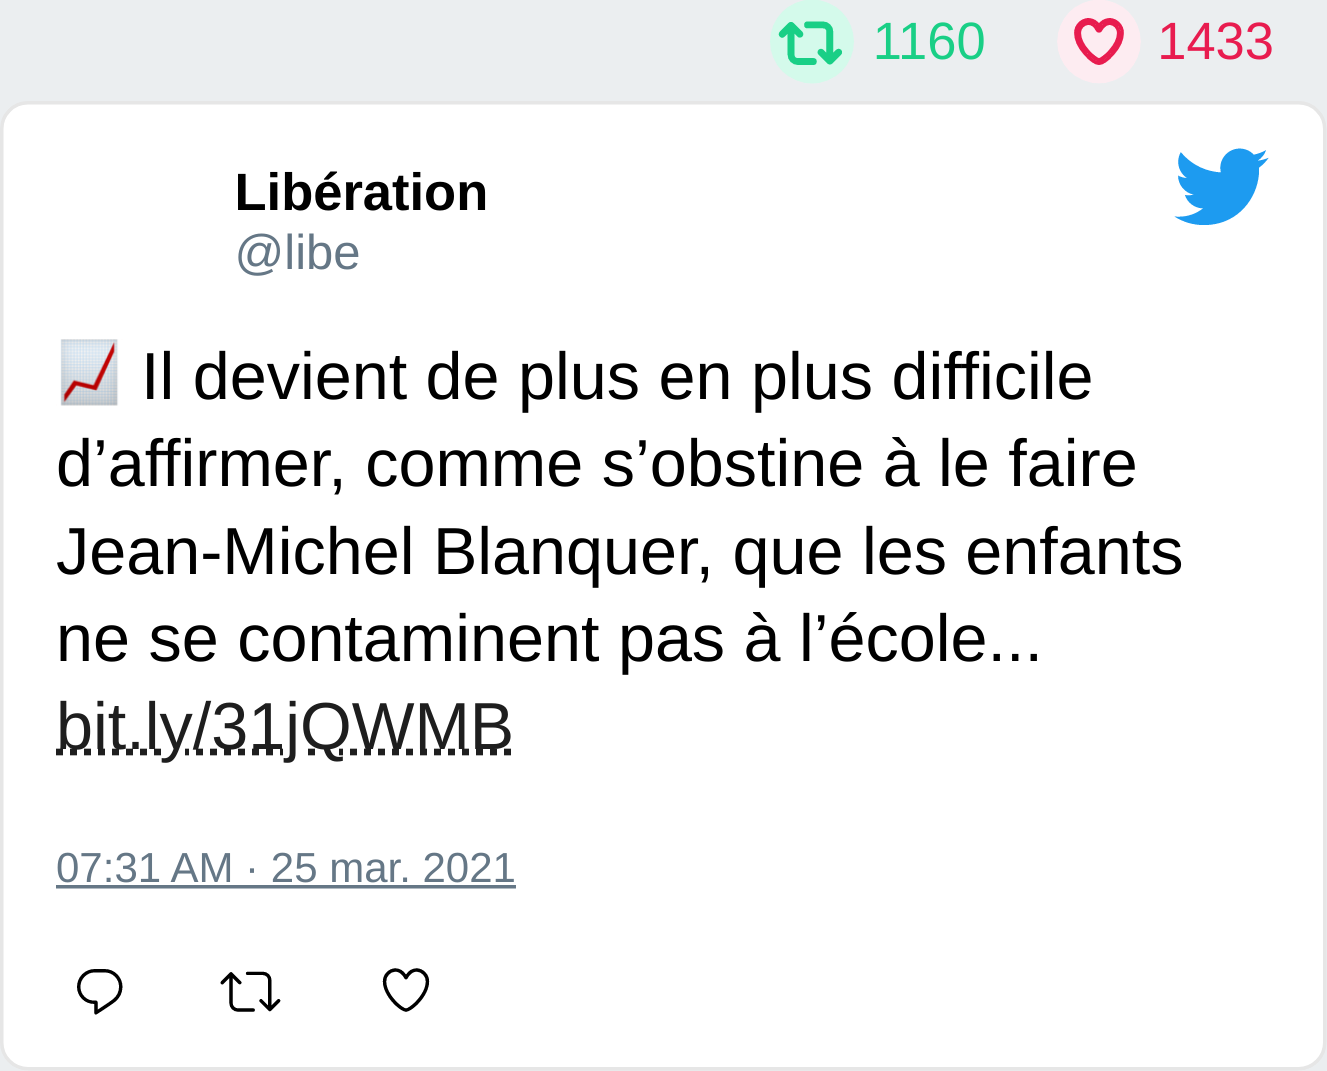 1160 1433
Libération
@libe
📈 Il devient de plus en plus difficile
d’affirmer, comme s’obstine à le faire
Jean-Michel Blanquer, que les enfants
ne se contaminent pas à l’école...
bit.ly/31jQWMB
07:31 AM · 25 mar. 2021